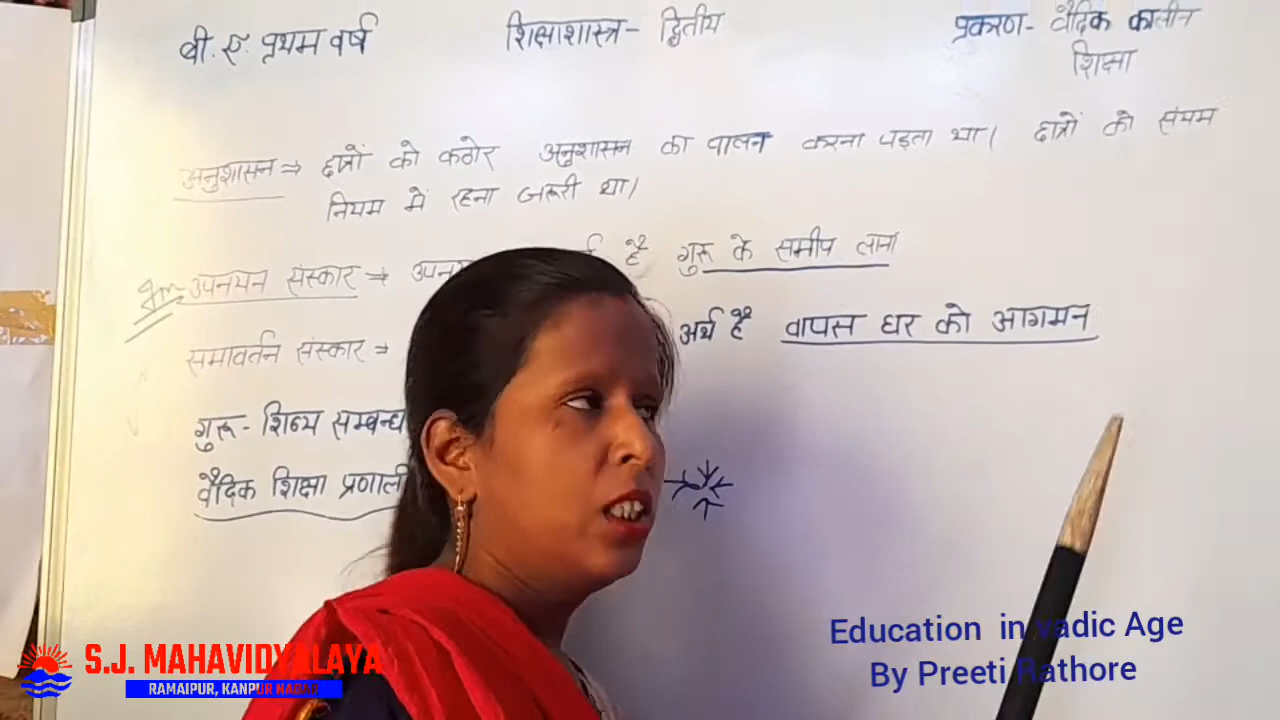 बी. ए. प्रथम वर्ष शिक्षाशास्त्र - द्वितीय प्रकरण - वैदिक कालीन
शिक्षा
अनुशासन ⇒ छात्रों को कठोर अनुशासन का पालन करना पड़ता था। छात्रों को संयम
नियम में रहना जरूरी था।
उपनयन संस्कार ⇒ है गुरू के समीप लाना
समावर्तन संस्कार ⇒ अर्थ है वापस घर को आगमन
गुरू - शिष्य सम्बन्ध
वैदिक शिक्षा प्रणाली
Education in vadic Age
By Preeti Rathore
S.J. MAHAVIDYALAYA
RAMAIPUR, KANPUR NAGAR